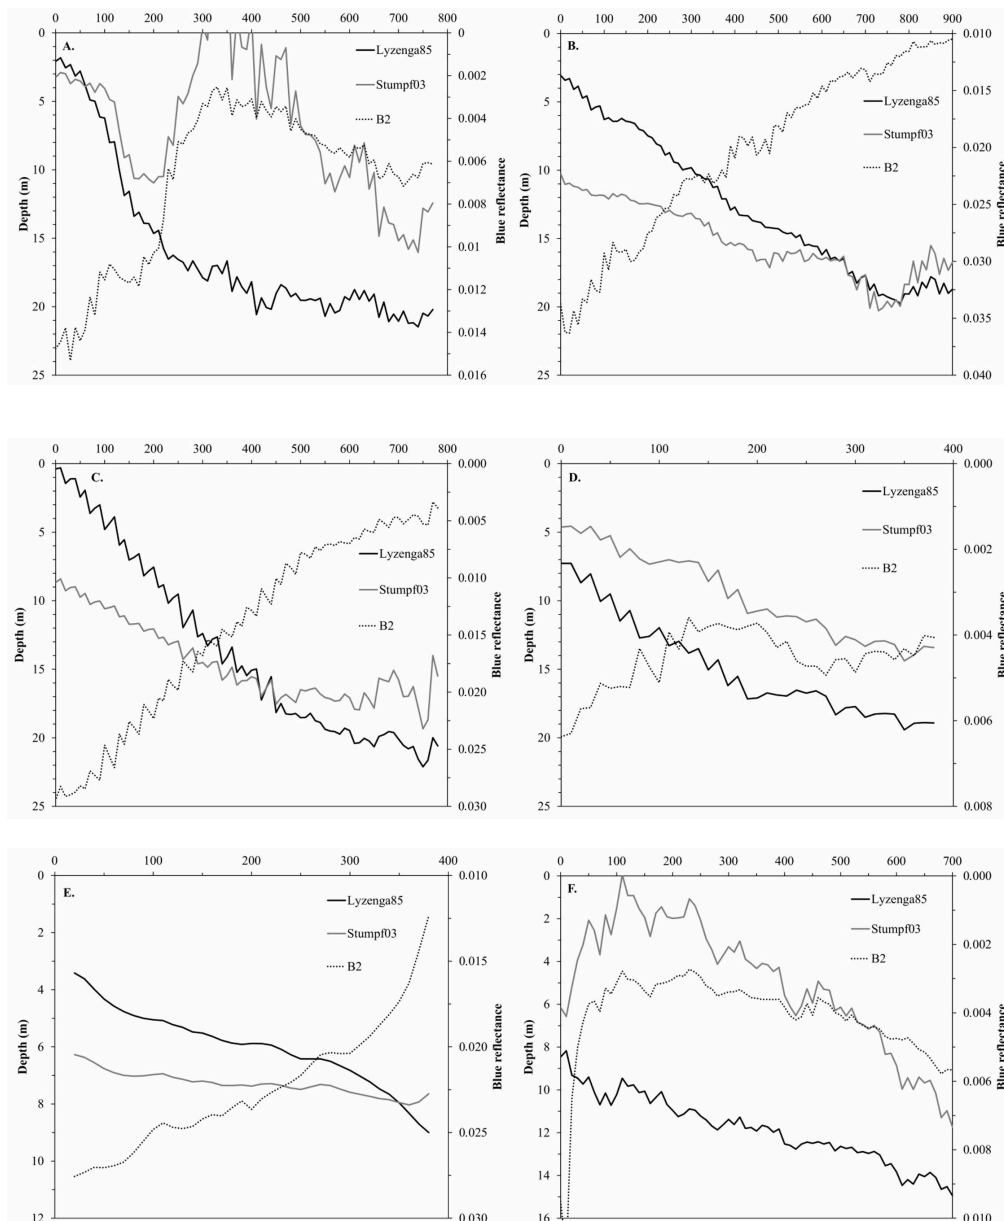 0 100 200 300 400 500 600 700 800
A.
Lyzenga85
Stumpf03
B2
0
5
10
15
20
25
Depth (m)
0
0.002
0.004
0.006
0.008
0.01
0.012
0.014
0.016
Blue reflectance
0 100 200 300 400 500 600 700 800 900
B.
Lyzenga85
Stumpf03
B2
0
5
10
15
20
25
Depth (m)
0.010
0.015
0.020
0.025
0.030
0.035
0.040
Blue reflectance
0 100 200 300 400 500 600 700 800
C.
Lyzenga85
Stumpf03
B2
0
5
10
15
20
25
Depth (m)
0.000
0.005
0.010
0.015
0.020
0.025
0.030
Blue reflectance
0 100 200 300 400
D.
Lyzenga85
Stumpf03
B2
0
5
10
15
20
25
Depth (m)
0.000
0.002
0.004
0.006
0.008
Blue reflectance
0 100 200 300 400
E.
Lyzenga85
Stumpf03
B2
0
2
4
6
8
10
12
Depth (m)
0.010
0.015
0.020
0.025
0.030
Blue reflectance
0 100 200 300 400 500 600 700
F.
Lyzenga85
Stumpf03
B2
0
2
4
6
8
10
12
14
16
Depth (m)
0.000
0.002
0.004
0.006
0.008
0.010
Blue reflectance